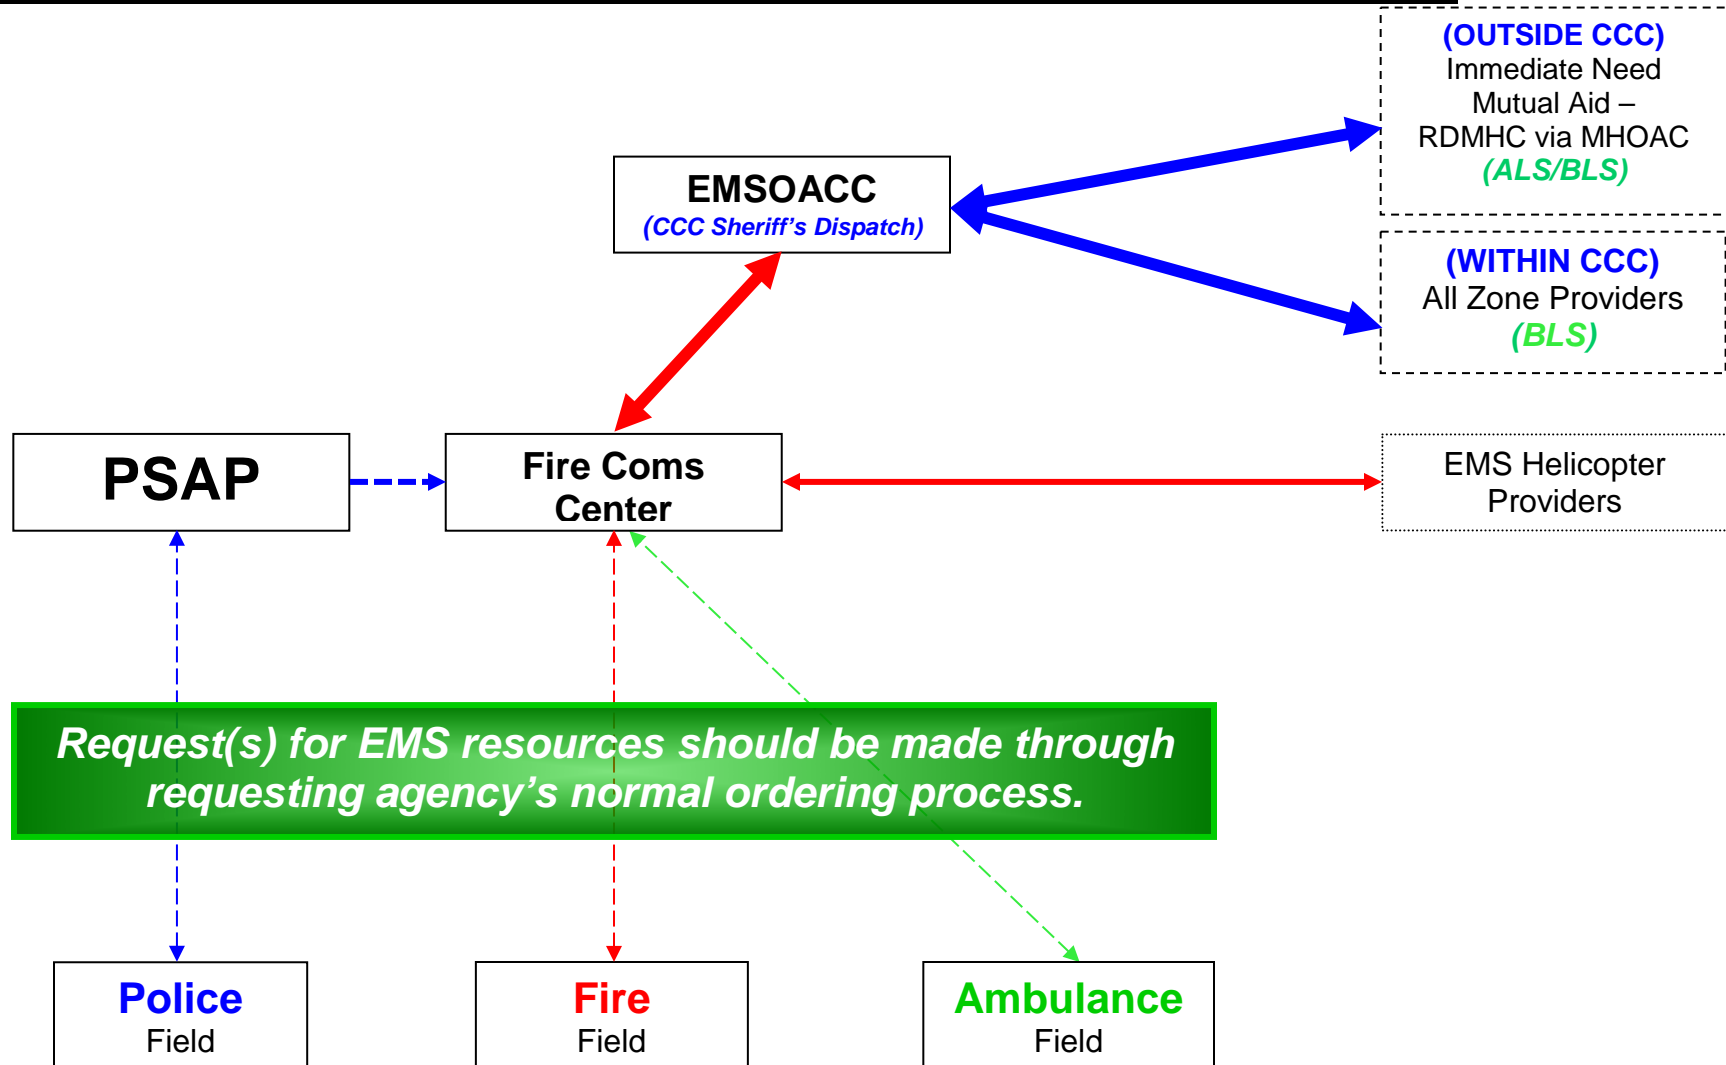 (OUTSIDE CCC)
Immediate Need
Mutual Aid –
RDMHC via MHOAC
(ALS/BLS)
EMSOACC
(CCC Sheriff’s Dispatch)
(WITHIN CCC)
All Zone Providers
(BLS)
PSAP
Fire Coms
Center
EMS Helicopter
Providers
Request(s) for EMS resources should be made through
requesting agency’s normal ordering process.
Police
Field
Fire
Field
Ambulance
Field